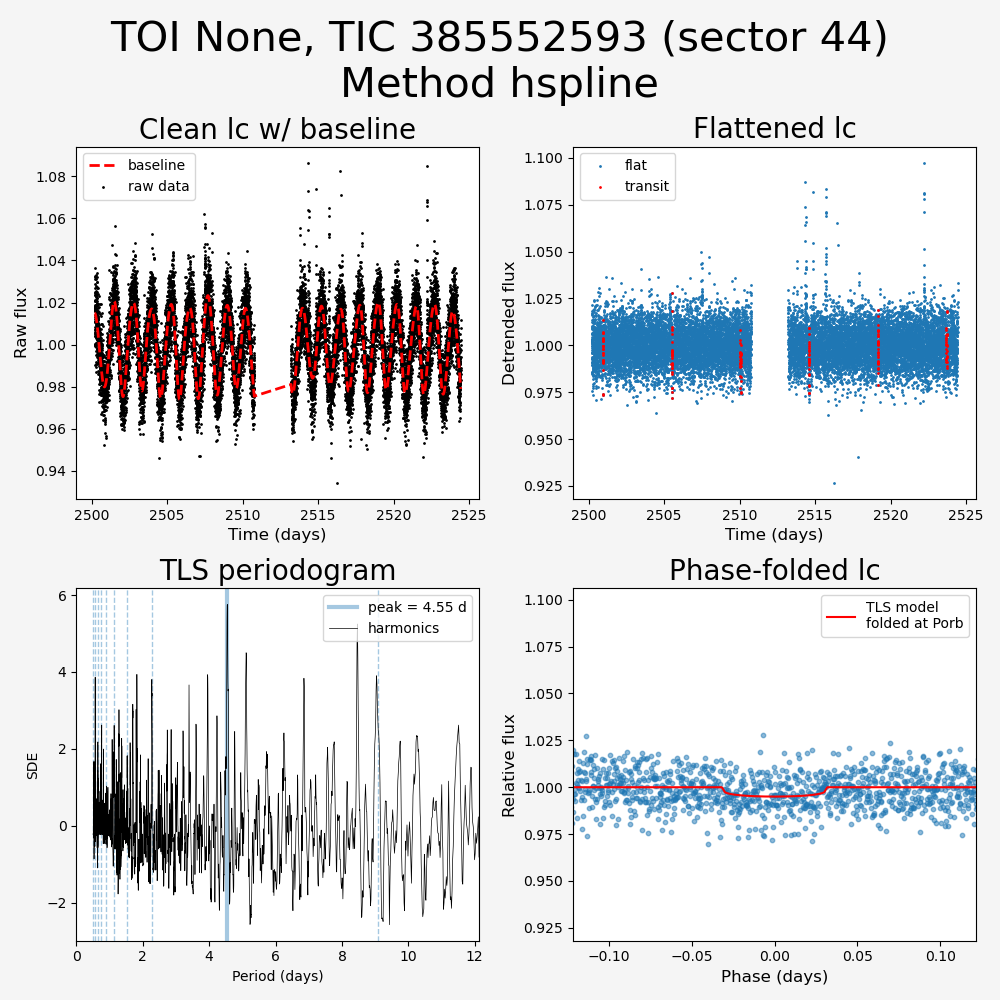 TOI None, TIC 385552593 (sector 44)
Method hspline
Clean lc w/ baseline
baseline
raw data
1.08
1.06
1.04
1.02
1.00
0.98
0.96
0.94
Raw flux
2500
2505
2510
2515
2520
2525
Time (days)
Flattened lc
flat
transit
1.100
1.075
1.050
1.025
1.000
0.975
0.950
0.925
Detrended flux
2500
2505
2510
2515
2520
2525
Time (days)
TLS periodogram
peak = 4.55 d
harmonics
6
4
2
0
−2
SDE
0
2
4
6
8
10
12
Period (days)
Phase-folded lc
TLS model
folded at Porb
1.100
1.075
1.050
1.025
1.000
0.975
0.950
0.925
Relative flux
−0.10
−0.05
0.00
0.05
0.10
Phase (days)